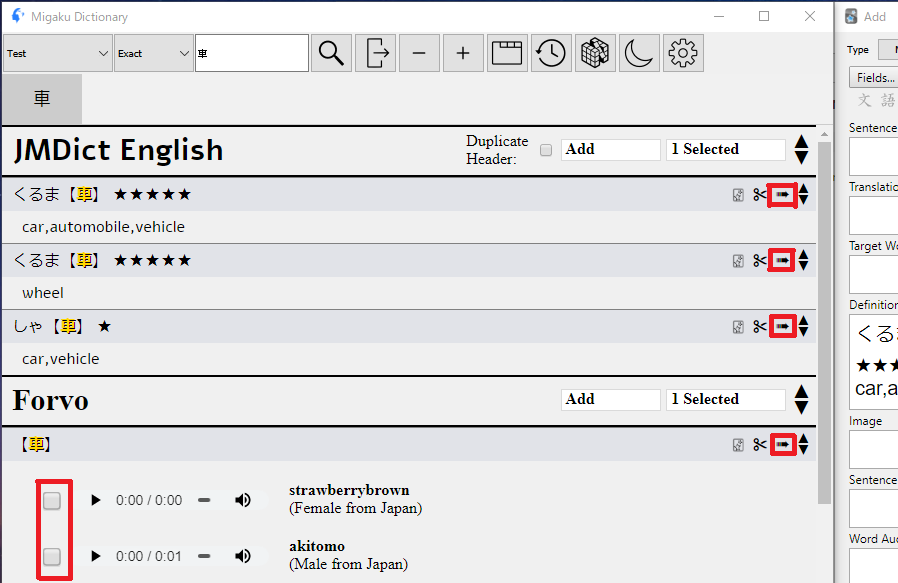 Migaku Dictionary
Add
Test Exact 車
Type
Fields...
車
文 語
Sentence
JMDict English Duplicate Header: Add 1 Selected
くるま【車】 ★★★★★
Translatio
car,automobile,vehicle
Target Wo
くるま【車】 ★★★★★
wheel
Definition
しゃ【車】 ★
くるま
car,vehicle
★★★
car,a
Forvo Add 1 Selected
Image
【車】
Sentence
0:00 / 0:00 strawberrybrown
(Female from Japan)
Word Au
0:00 / 0:01 akitomo
(Male from Japan)